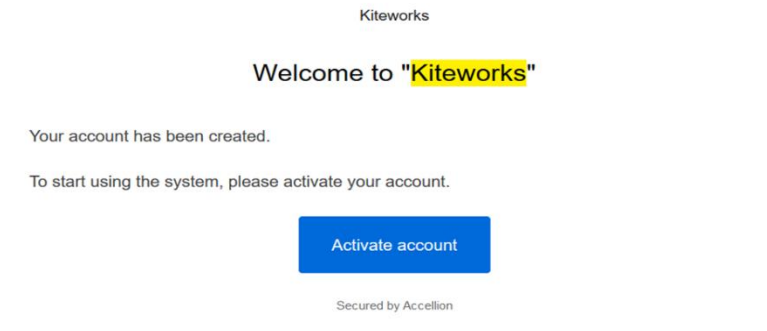 Kiteworks
Welcome to "Kiteworks"
Your account has been created.
To start using the system, please activate your account.
Activate account
Secured by Accellion